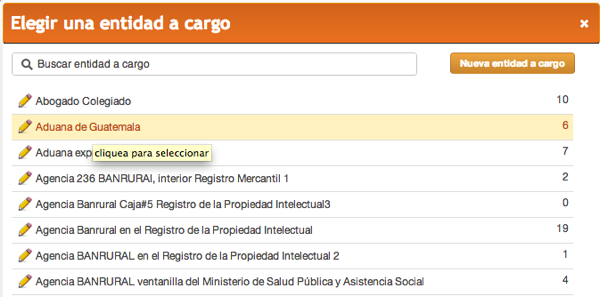 Elegir una entidad a cargo
Buscar entidad a cargo
Nueva entidad a cargo
Abogado Colegiado 10
Aduana de Guatemala 6
Aduana exp 7
cliquea para seleccionar
Agencia 236 BANRURAl, interior Registro Mercantil 1 2
Agencia Banrural Caja#5 Registro de la Propiedad Intelectual3 0
Agencia Banrural en el Registro de la Propiedad Intelectual 19
Agencia BANRURAL en el Registro de la Propiedad Intelectual 2 1
Agencia BANRURAL ventanilla del Ministerio de Salud Pública y Asistencia Social 4